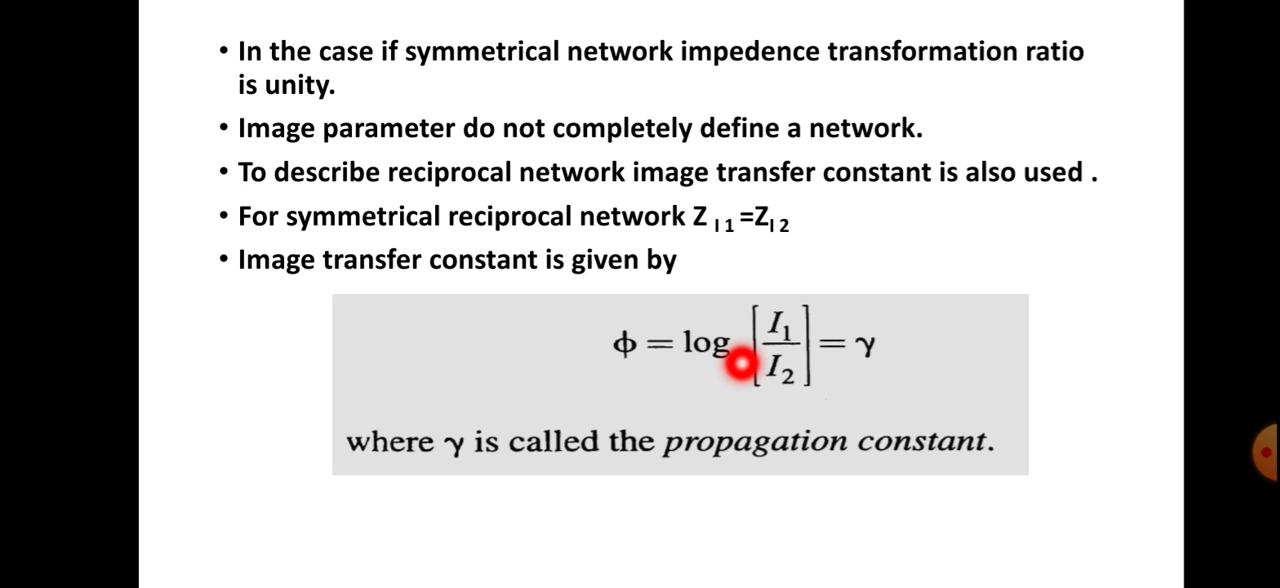 • In the case if symmetrical network impedence transformation ratio
is unity.
• Image parameter do not completely define a network.
• To describe reciprocal network image transfer constant is also used .
• For symmetrical reciprocal network Z I 1 =ZI 2
• Image transfer constant is given by
ϕ = log [I₁/I₂] = γ
where γ is called the propagation constant.